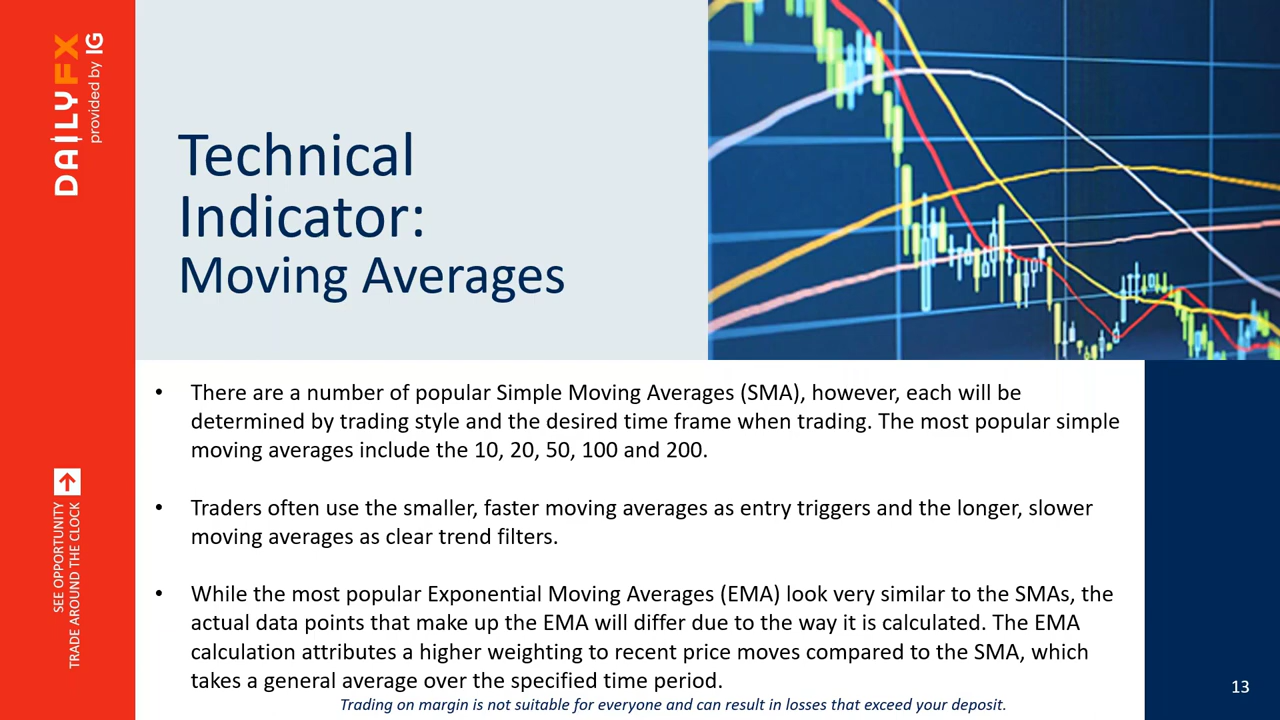 DAILYFX
provided by IG
SEE OPPORTUNITY
TRADE AROUND THE CLOCK
Technical
Indicator:
Moving Averages
• There are a number of popular Simple Moving Averages (SMA), however, each will be
determined by trading style and the desired time frame when trading. The most popular simple
moving averages include the 10, 20, 50, 100 and 200.
• Traders often use the smaller, faster moving averages as entry triggers and the longer, slower
moving averages as clear trend filters.
• While the most popular Exponential Moving Averages (EMA) look very similar to the SMAs, the
actual data points that make up the EMA will differ due to the way it is calculated. The EMA
calculation attributes a higher weighting to recent price moves compared to the SMA, which
takes a general average over the specified time period.
Trading on margin is not suitable for everyone and can result in losses that exceed your deposit.
13